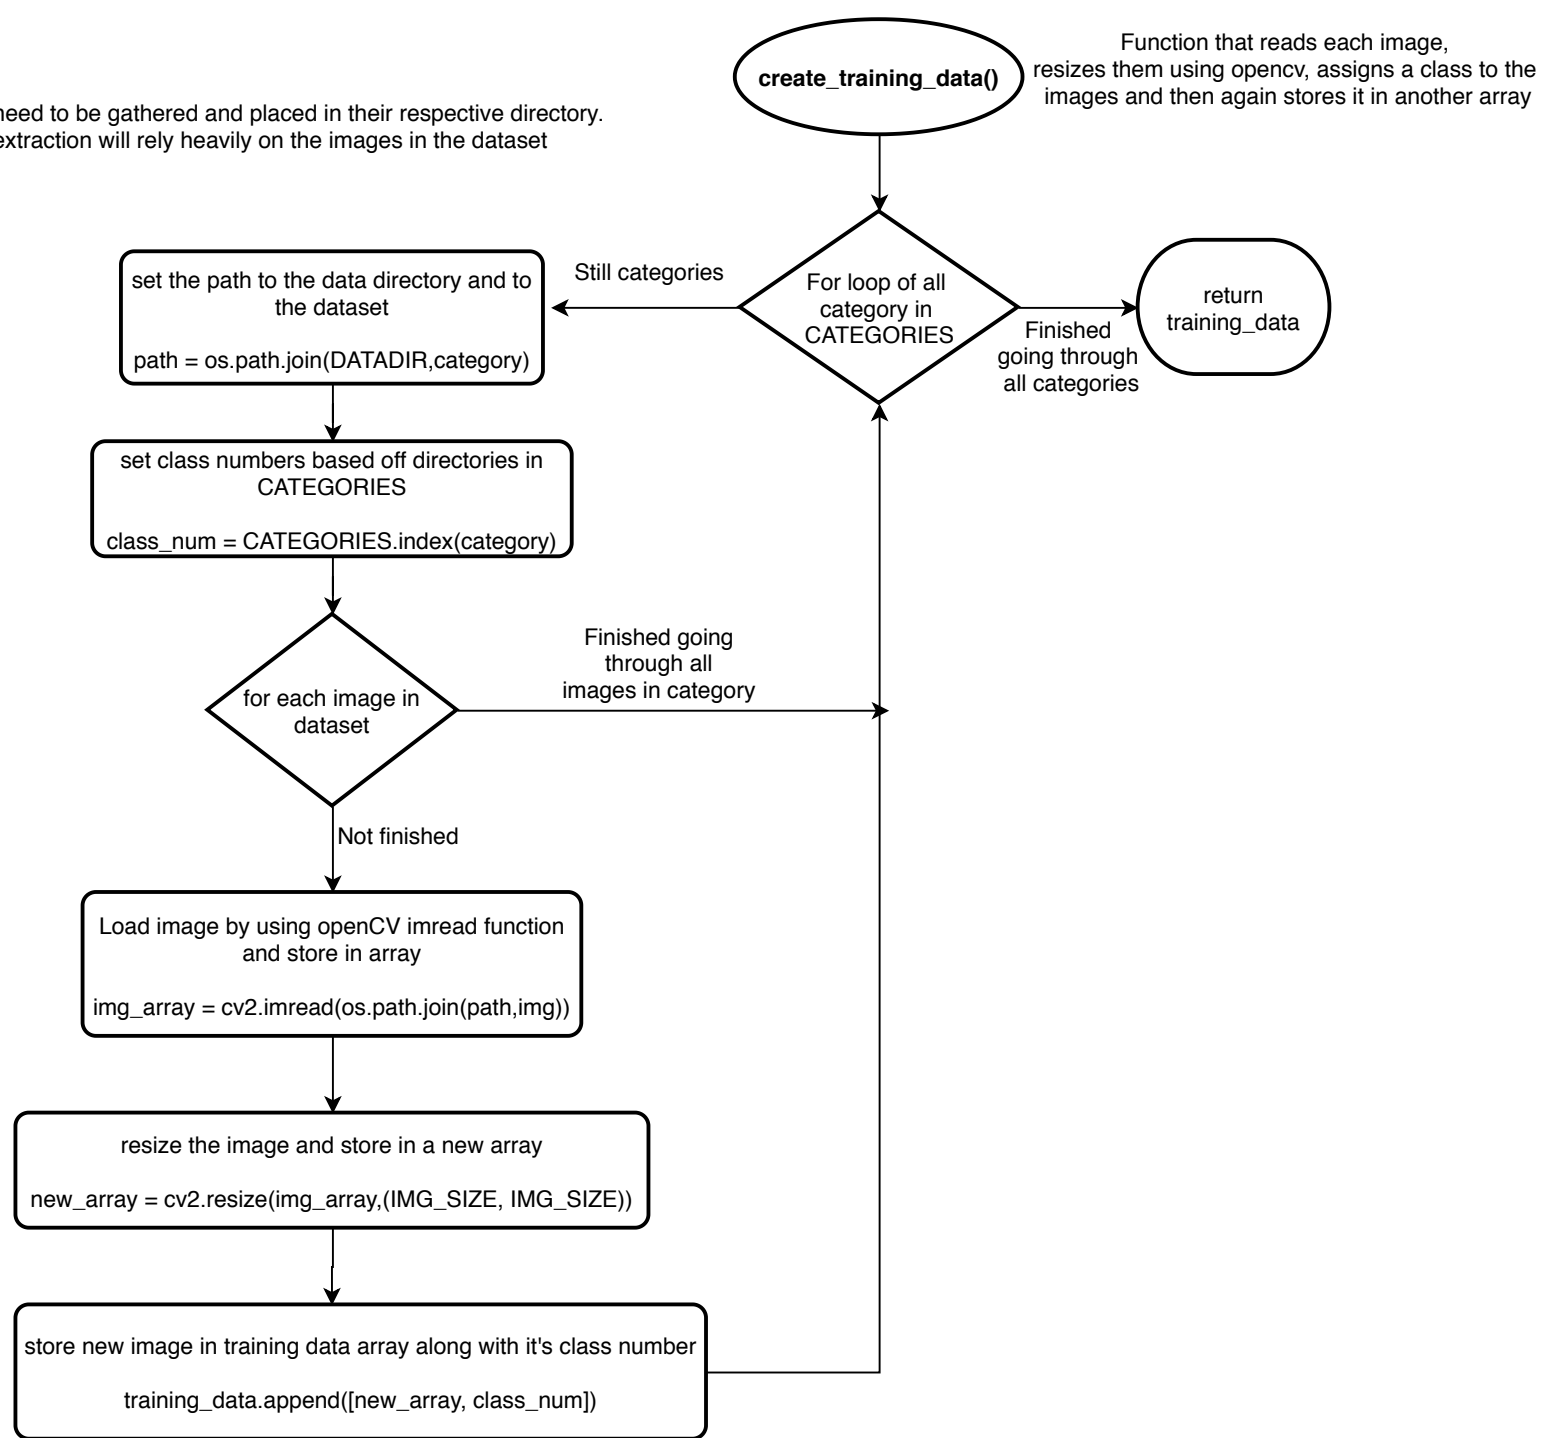 create_training_data()
Function that reads each image,
resizes them using opencv, assigns a class to the
images and then again stores it in another array
need to be gathered and placed in their respective directory.
extraction will rely heavily on the images in the dataset
set the path to the data directory and to
the dataset
path = os.path.join(DATADIR,category)
Still categories
For loop of all
category in
CATEGORIES
Finished
going through
all categories
return
training_data
set class numbers based off directories in
CATEGORIES
class_num = CATEGORIES.index(category)
for each image in
dataset
Finished going
through all
images in category
Not finished
Load image by using openCV imread function
and store in array
img_array = cv2.imread(os.path.join(path,img))
resize the image and store in a new array
new_array = cv2.resize(img_array,(IMG_SIZE, IMG_SIZE))
store new image in training data array along with it's class number
training_data.append([new_array, class_num])